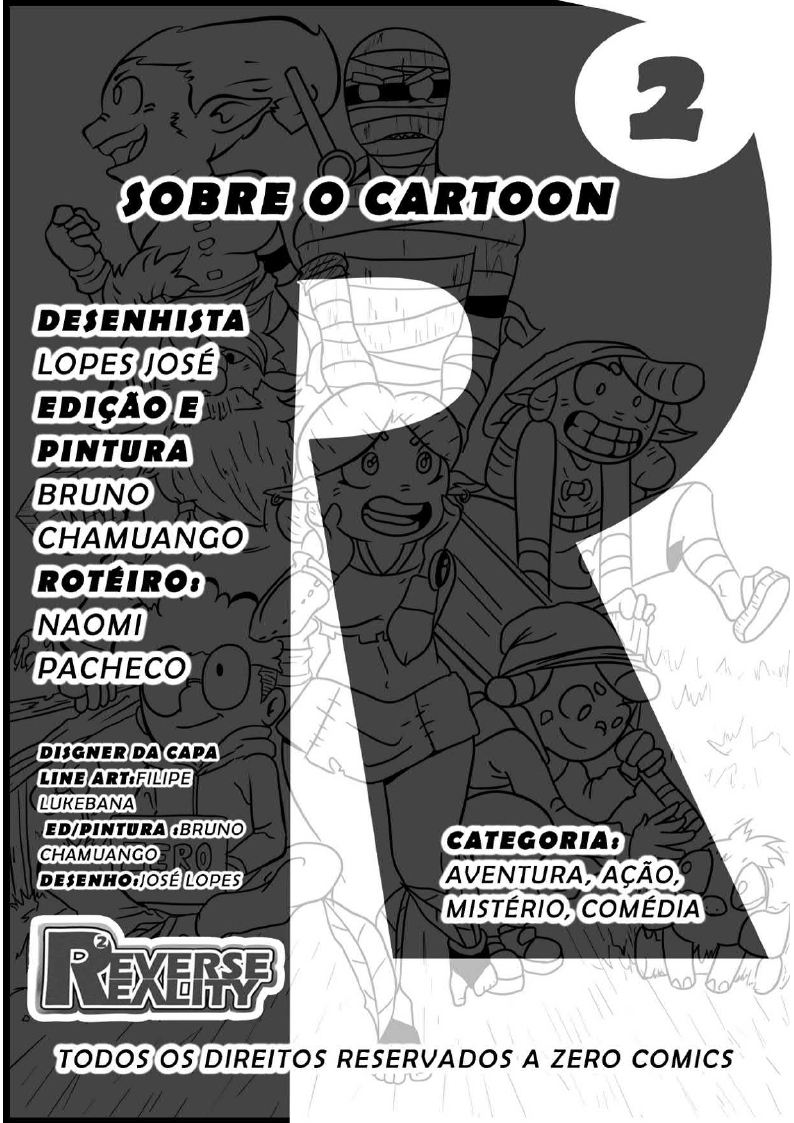 2
SOBRE O CARTOON
DESENHISTA
LOPES JOSÉ
EDIÇÃO E
PINTURA
BRUNO
CHAMUANGO
ROTÉIRO:
NAOMI
PACHECO
DISGNER DA CAPA
LINE ART:FILIPE
LUKEBANA
ED/PINTURA :BRUNO
CHAMUANGO
DESENHO:JOSÉ LOPES
CATEGORIA:
AVENTURA, AÇÃO,
MISTÉRIO, COMÉDIA
TODOS OS DIREITOS RESERVADOS A ZERO COMICS